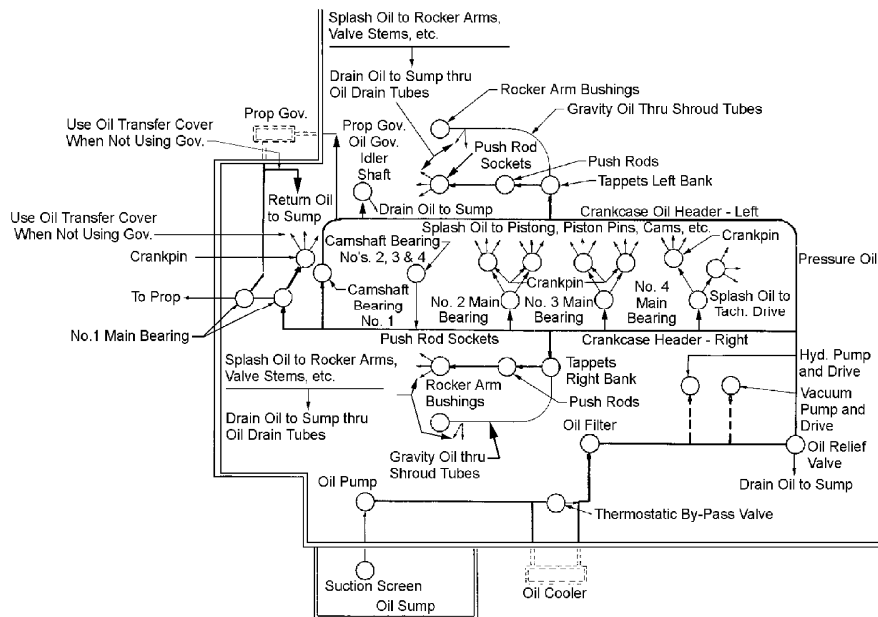 Splash Oil to Rocker Arms,
Valve Stems, etc.
Drain Oil to Sump thru
Oil Drain Tubes
Rocker Arm Bushings
Gravity Oil Thru Shroud Tubes
Prop Gov.
Use Oil Transfer Cover
When Not Using Gov.
Prop Gov.
Oil Gov.
Idler
Shaft
Push Rod
Sockets
Push Rods
Tappets Left Bank
Return Oil
to Sump
Drain Oil to Sump
Crankcase Oil Header - Left
Use Oil Transfer Cover
When Not Using Gov.
Splash Oil to Pistong, Piston Pins, Cams, etc.
Crankpin
Camshaft Bearing
No's. 2, 3 & 4
Crankpin
Crankpin
Pressure Oil
To Prop
Camshaft
Bearing
No. 1
No. 2 Main
Bearing
No. 3 Main
Bearing
No. 4
Main
Bearing
Splash Oil to
Tach. Drive
No.1 Main Bearing
Push Rod Sockets
Crankcase Header - Right
Splash Oil to Rocker Arms,
Valve Stems, etc.
Tappets
Right Bank
Hyd. Pump
and Drive
Rocker Arm
Bushings
Push Rods
Vacuum
Pump and
Drive
Drain Oil to Sump thru
Oil Drain Tubes
Oil Filter
Gravity Oil thru
Shroud Tubes
Oil Relief
Valve
Drain Oil to Sump
Oil Pump
Thermostatic By-Pass Valve
Suction Screen
Oil Sump
Oil Cooler